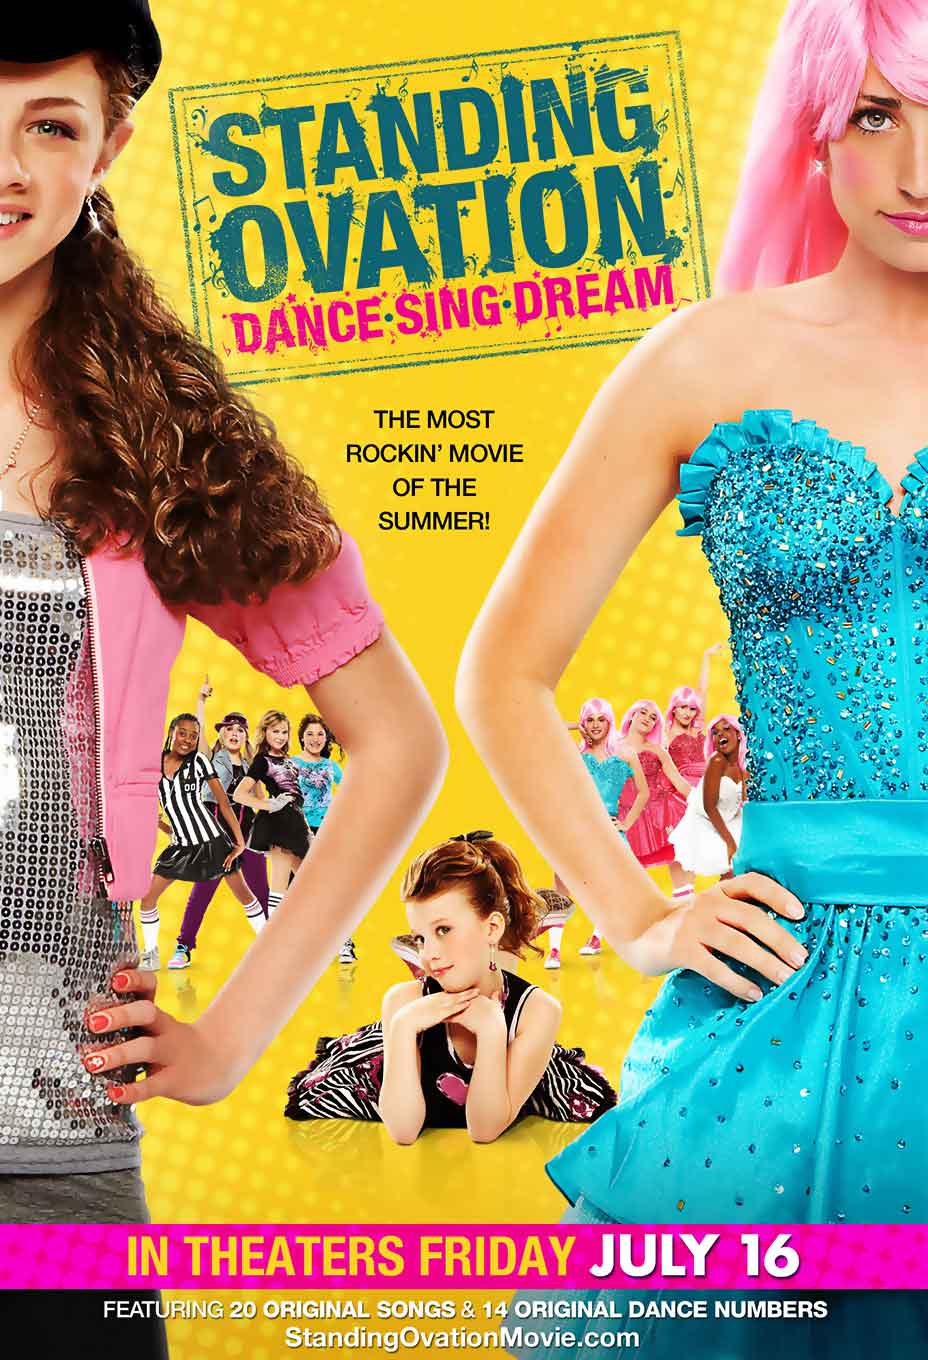 STANDING
OVATION
DANCE•SING•DREAM
THE MOST
ROCKIN' MOVIE
OF THE
SUMMER!
00
IN THEATERS FRIDAY JULY 16
FEATURING 20 ORIGINAL SONGS & 14 ORIGINAL DANCE NUMBERS
StandingOvationMovie.com